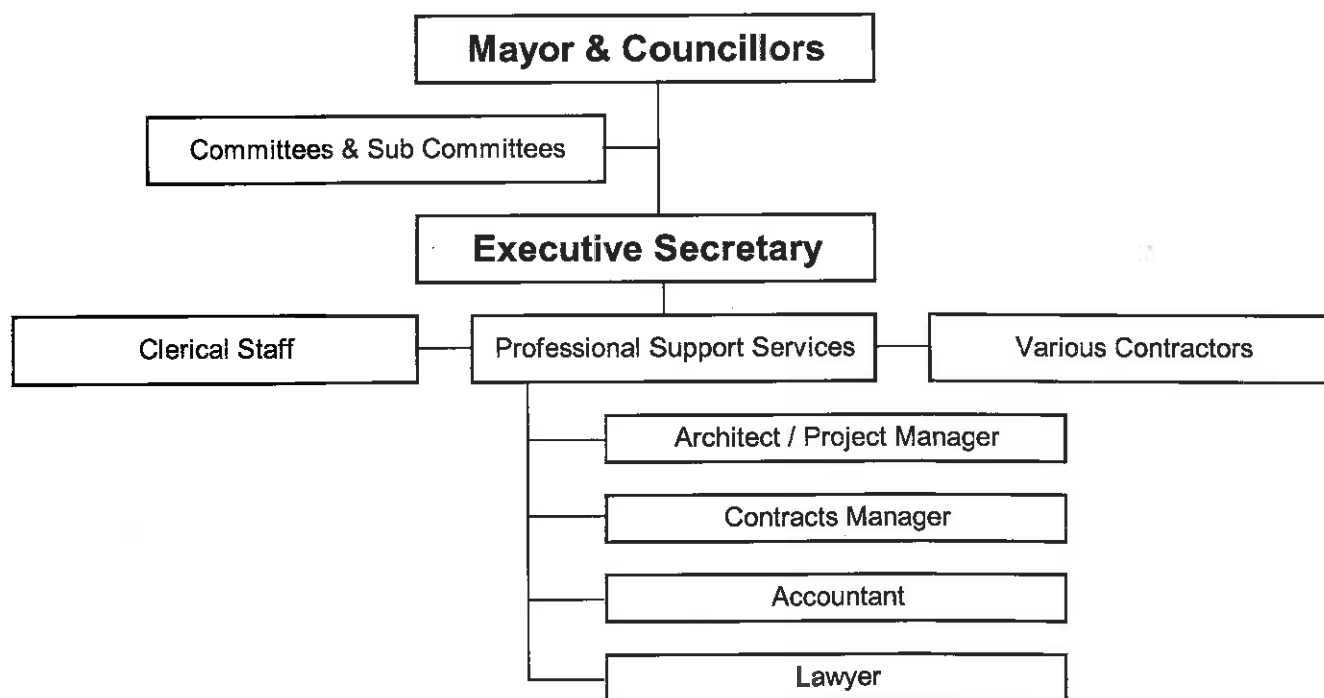 Mayor & Councillors
Committees & Sub Committees
Executive Secretary
Clerical Staff
Professional Support Services
Various Contractors
Architect / Project Manager
Contracts Manager
Accountant
Lawyer